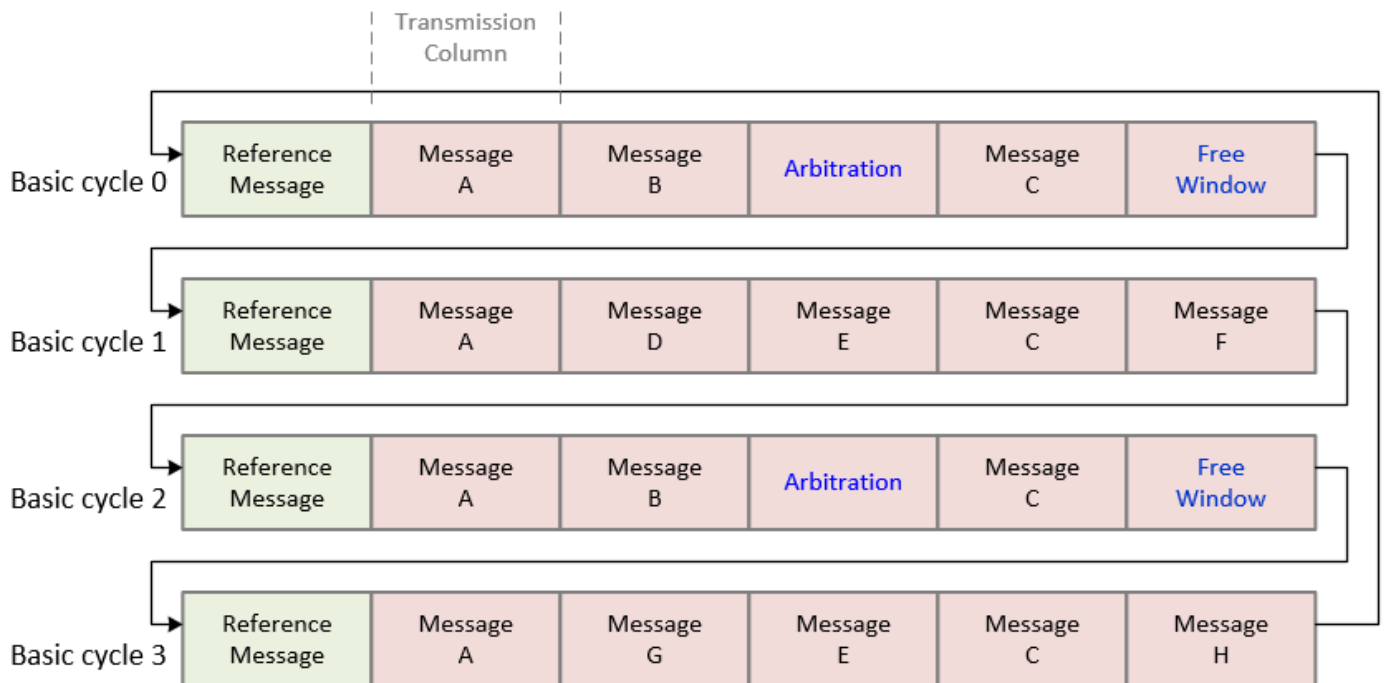 Transmission
Column
Basic cycle 0
Reference
Message
Message
A
Message
B
Arbitration
Message
C
Free
Window
Basic cycle 1
Reference
Message
Message
A
Message
D
Message
E
Message
C
Message
F
Basic cycle 2
Reference
Message
Message
A
Message
B
Arbitration
Message
C
Free
Window
Basic cycle 3
Reference
Message
Message
A
Message
G
Message
E
Message
C
Message
H